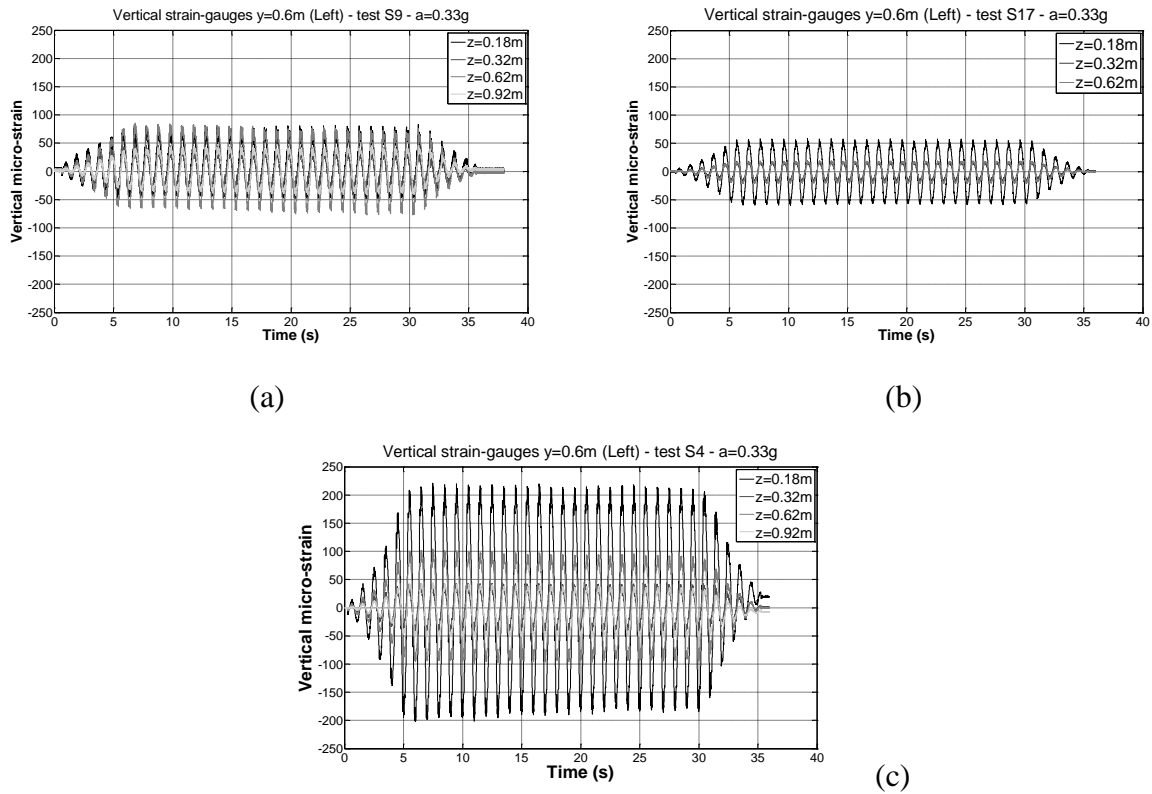 Vertical strain-gauges y=0.6m (Left) - test S9 - a=0.33g
250
200
150
100
50
0
-50
-100
-150
-200
-250
Vertical micro-strain
0 5 10 15 20 25 30 35 40
Time (s)
z=0.18m
z=0.32m
z=0.62m
z=0.92m
(a)
Vertical strain-gauges y=0.6m (Left) - test S17 - a=0.33g
250
200
150
100
50
0
-50
-100
-150
-200
-250
Vertical micro-strain
0 5 10 15 20 25 30 35 40
Time (s)
z=0.18m
z=0.32m
z=0.62m
(b)
Vertical strain-gauges y=0.6m (Left) - test S4 - a=0.33g
250
200
150
100
50
0
-50
-100
-150
-200
-250
Vertical micro-strain
0 5 10 15 20 25 30 35 40
Time (s)
z=0.18m
z=0.32m
z=0.62m
z=0.92m
(c)